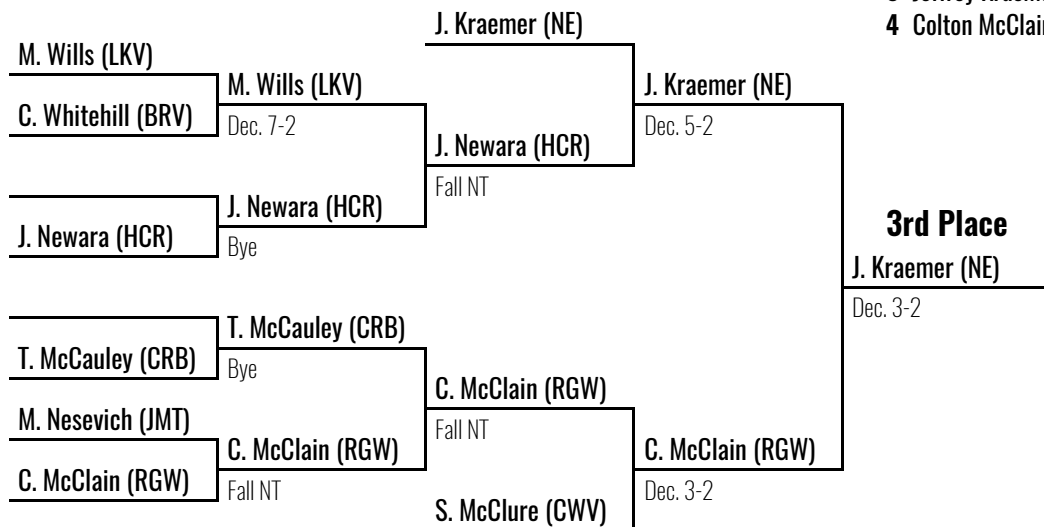 4 Colton McClai
J. Kraemer (NE)
M. Wills (LKV)
M. Wills (LKV)
J. Kraemer (NE)
C. Whitehill (BRV)
Dec. 7-2
Dec. 5-2
J. Newara (HCR)
Fall NT
J. Newara (HCR)
3rd Place
J. Newara (HCR)
Bye
J. Kraemer (NE)
Dec. 3-2
T. McCauley (CRB)
T. McCauley (CRB)
Bye
C. McClain (RGW)
M. Nesevich (JMT)
Fall NT
C. McClain (RGW)
C. McClain (RGW)
C. McClain (RGW)
Fall NT
Dec. 3-2
S. McClure (CWV)